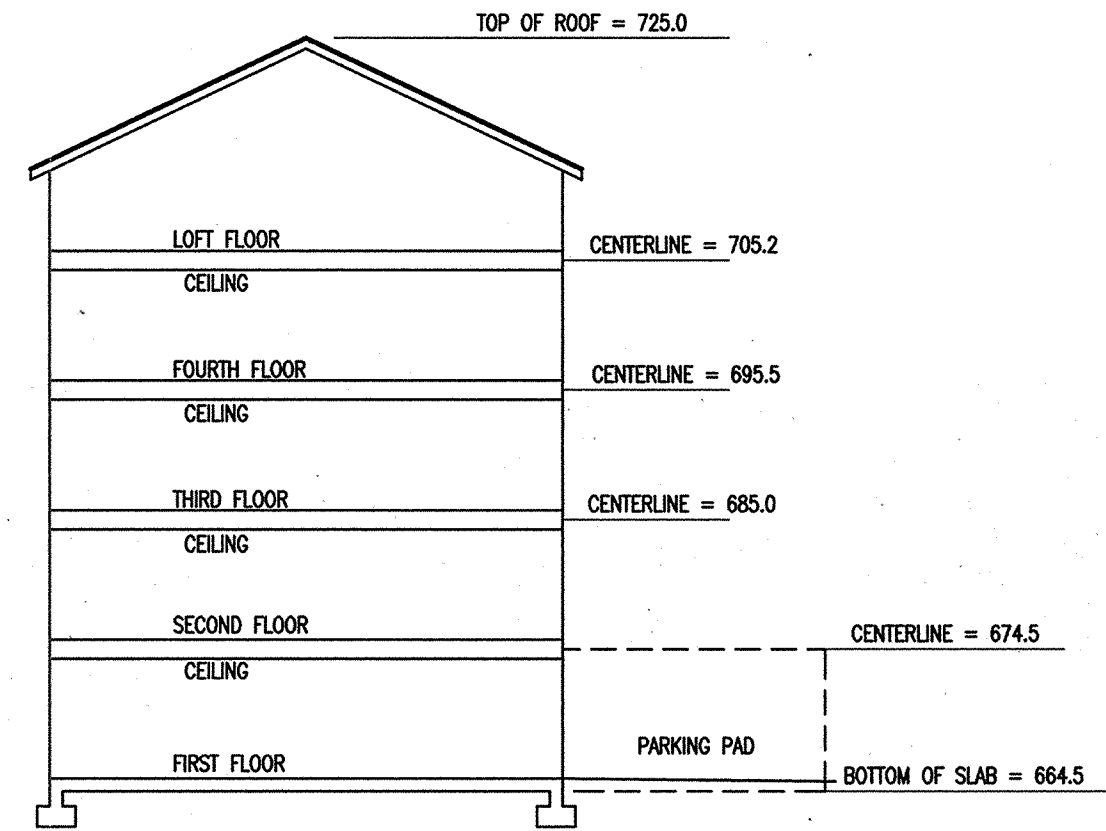 TOP OF ROOF = 725.0
LOFT FLOOR
CENTERLINE = 705.2
CEILING
FOURTH FLOOR
CENTERLINE = 695.5
CEILING
THIRD FLOOR
CENTERLINE = 685.0
CEILING
SECOND FLOOR
CENTERLINE = 674.5
CEILING
PARKING PAD
FIRST FLOOR
BOTTOM OF SLAB = 664.5